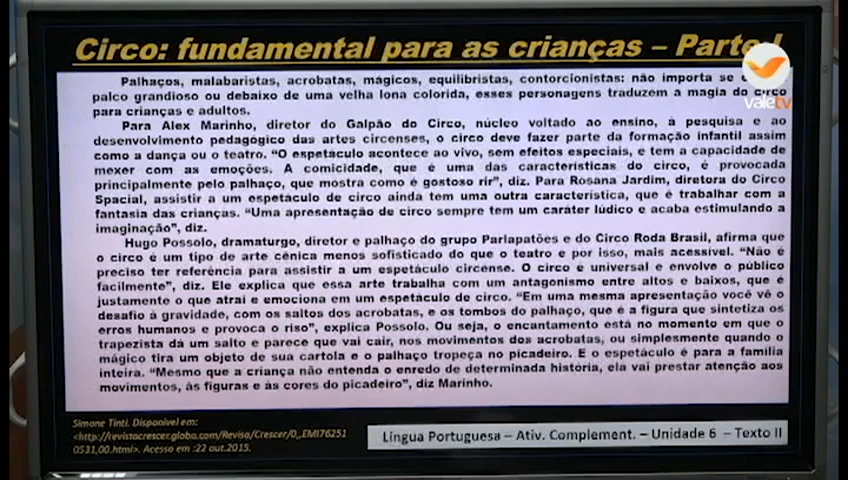 Circo: fundamental para as crianças – Parte I
Palhaços, malabaristas, acrobatas, mágicos, equilibristas, contorcionistas: não importa se
palco grandioso ou debaixo de uma velha lona colorida, esses personagens traduzem a magia do circo
para crianças e adultos.
Para Alex Marinho, diretor do Galpão do Circo, núcleo voltado ao ensino, à pesquisa e ao
desenvolvimento pedagógico das artes circenses, o circo deve fazer parte da formação infantil assim
como a dança ou o teatro. “O espetáculo acontece ao vivo, sem efeitos especiais, e tem a capacidade de
mexer com as emoções. A comicidade, que é uma das características do circo, é provocada
principalmente pelo palhaço, que mostra como é gostoso rir”, diz. Para Rosana Jardim, diretora do Circo
Spacial, assistir a um espetáculo de circo ainda tem uma outra característica, que é trabalhar com a
fantasia das crianças. “Uma apresentação de circo sempre tem um caráter lúdico e acaba estimulando a
imaginação”, diz.
Hugo Possolo, dramaturgo, diretor e palhaço do grupo Parlapatões e do Circo Roda Brasil, afirma que
o circo é um tipo de arte cênica menos sofisticado do que o teatro e por isso, mais acessível. “Não é
preciso ter referência para assistir a um espetáculo circense. O circo é universal e envolve o público
facilmente”, diz. Ele explica que essa arte trabalha com um antagonismo entre altos e baixos, que é
justamente o que atrai e emociona em um espetáculo de circo. “Em uma mesma apresentação você vê o
desafio à gravidade, com os saltos dos acrobatas, e os tombos do palhaço, que é a figura que sintetiza os
erros humanos e provoca o riso”, explica Possolo. Ou seja, o encantamento está no momento em que o
trapezista dá um salto e parece que vai cair, nos movimentos dos acrobatas, ou simplesmente quando o
mágico tira um objeto de sua cartola e o palhaço tropeça no picadeiro. E o espetáculo é para a família
inteira. “Mesmo que a criança não entenda o enredo de determinada história, ela vai prestar atenção aos
movimentos, às figuras e às cores do picadeiro”, diz Marinho.
vale tv
Simone Tinti. Disponível em:
<http://revistacrescer.globo.com/Revisa/Crescer/0,,EMI76251
0531,00.html>. Acesso em :22 out.2015.
Língua Portuguesa – Ativ. Complement. – Unidade 6 – Texto II